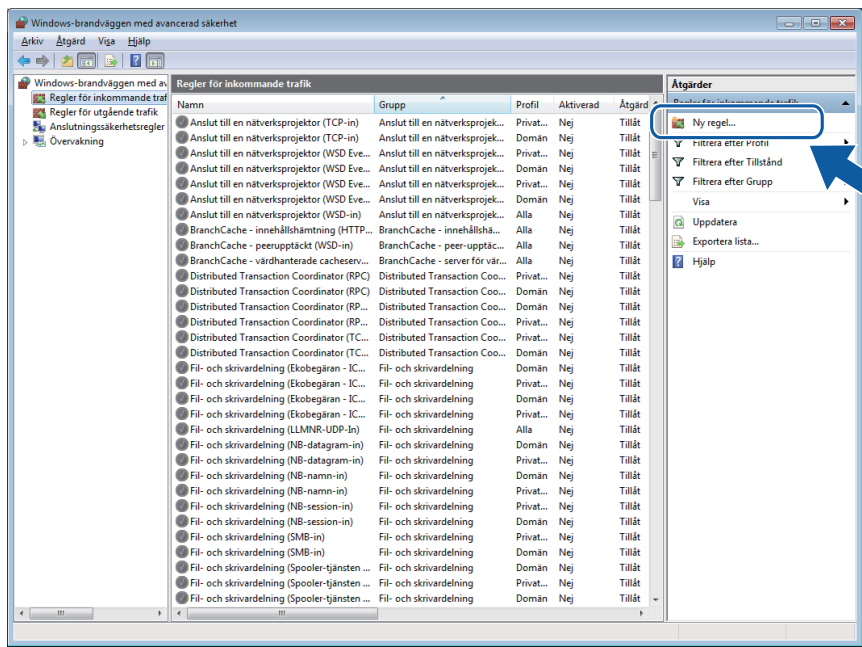 Windows-brandväggen med avancerad säkerhet
Arkiv Åtgärd Visa Hjälp
Windows-brandväggen med av
Regler för inkommande traf
Regler för utgående trafik
Anslutningssäkerhetsregler
Övervakning
Regler för inkommande trafik
Namn Grupp Profil Aktiverad Åtgärd
Anslut till en nätverksprojektor (TCP-in) Anslut till en nätverksprojek... Privat... Nej Tillåt
Anslut till en nätverksprojektor (TCP-in) Anslut till en nätverksprojek... Domän Nej Tillåt
Anslut till en nätverksprojektor (WSD Eve... Anslut till en nätverksprojek... Privat... Nej Tillåt
Anslut till en nätverksprojektor (WSD Eve... Anslut till en nätverksprojek... Domän Nej Tillåt
Anslut till en nätverksprojektor (WSD Eve... Anslut till en nätverksprojek... Privat... Nej Tillåt
Anslut till en nätverksprojektor (WSD Eve... Anslut till en nätverksprojek... Domän Nej Tillåt
Anslut till en nätverksprojektor (WSD-in) Anslut till en nätverksprojek... Alla Nej Tillåt
BranchCache - innehållshämtning (HTTP... BranchCache - innehållshä... Alla Nej Tillåt
BranchCache - peerupptäckt (WSD-in) BranchCache - peer-upptäc... Alla Nej Tillåt
BranchCache - värdhanterade cacheserv... BranchCache - server för vär... Alla Nej Tillåt
Distributed Transaction Coordinator (RPC) Distributed Transaction Coo... Privat... Nej Tillåt
Distributed Transaction Coordinator (RPC) Distributed Transaction Coo... Domän Nej Tillåt
Distributed Transaction Coordinator (RP... Distributed Transaction Coo... Domän Nej Tillåt
Distributed Transaction Coordinator (RP... Distributed Transaction Coo... Privat... Nej Tillåt
Distributed Transaction Coordinator (TC... Distributed Transaction Coo... Privat... Nej Tillåt
Distributed Transaction Coordinator (TC... Distributed Transaction Coo... Domän Nej Tillåt
Fil- och skrivardelning (Ekobegäran - IC... Fil- och skrivardelning Domän Nej Tillåt
Fil- och skrivardelning (Ekobegäran - IC... Fil- och skrivardelning Privat... Nej Tillåt
Fil- och skrivardelning (Ekobegäran - IC... Fil- och skrivardelning Domän Nej Tillåt
Fil- och skrivardelning (Ekobegäran - IC... Fil- och skrivardelning Privat... Nej Tillåt
Fil- och skrivardelning (LLMNR-UDP-In) Fil- och skrivardelning Alla Nej Tillåt
Fil- och skrivardelning (NB-datagram-in) Fil- och skrivardelning Domän Nej Tillåt
Fil- och skrivardelning (NB-datagram-in) Fil- och skrivardelning Privat... Nej Tillåt
Fil- och skrivardelning (NB-namn-in) Fil- och skrivardelning Domän Nej Tillåt
Fil- och skrivardelning (NB-namn-in) Fil- och skrivardelning Privat... Nej Tillåt
Fil- och skrivardelning (NB-session-in) Fil- och skrivardelning Privat... Nej Tillåt
Fil- och skrivardelning (NB-session-in) Fil- och skrivardelning Domän Nej Tillåt
Fil- och skrivardelning (SMB-in) Fil- och skrivardelning Privat... Nej Tillåt
Fil- och skrivardelning (SMB-in) Fil- och skrivardelning Domän Nej Tillåt
Fil- och skrivardelning (Spooler-tjänsten ... Fil- och skrivardelning Domän Nej Tillåt
Fil- och skrivardelning (Spooler-tjänsten ... Fil- och skrivardelning Privat... Nej Tillåt
Fil- och skrivardelning (Spooler-tjänsten ... Fil- och skrivardelning Domän Nej Tillåt
Åtgärder
Regler för inkommande trafik
Ny regel...
Filtrera efter Profil
Filtrera efter Tillstånd
Filtrera efter Grupp
Visa
Uppdatera
Exportera lista...
Hjälp